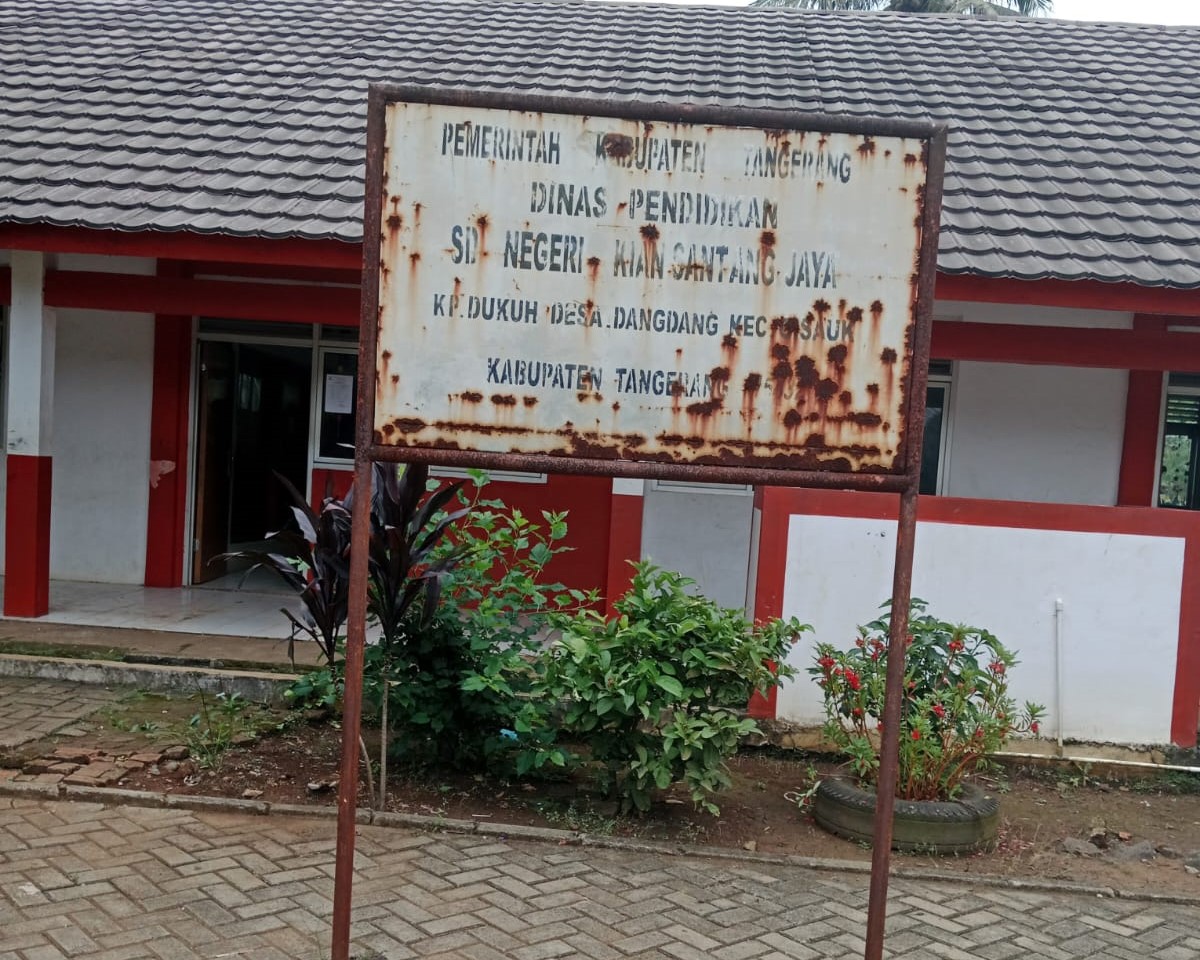 PEMERINTAH KABUPATEN TANGERANG
DINAS PENDIDIKAN
SD NEGERI KIAN SANTANG JAYA
KP.DUKUH DESA.DANGDANG KEC CISAUK
KABUPATEN TANGERANG